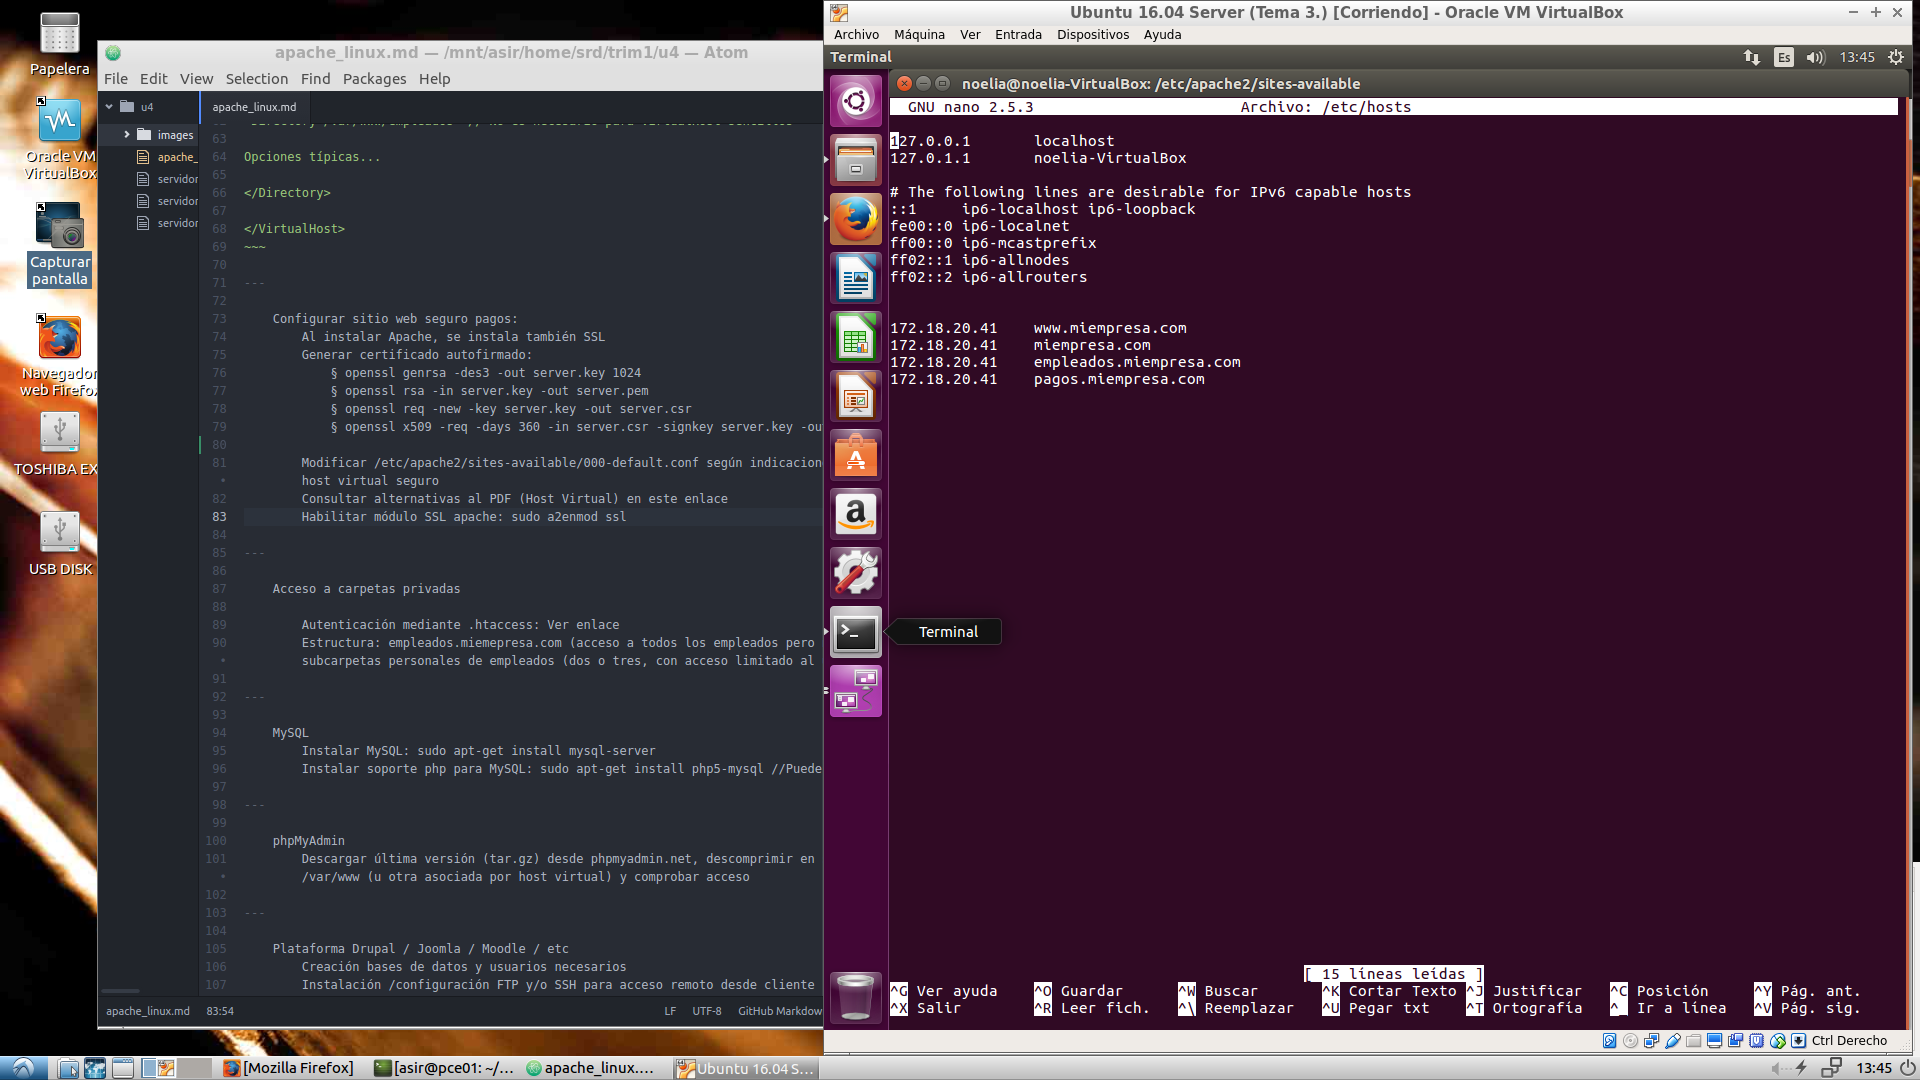 Papelera
Oracle VM
VirtualBox
Capturar
pantalla
Navegador
web Firefox
TOSHIBA EX
USB DISK
apache_linux.md — /mnt/asir/home/srd/trim1/u4 — Atom
File Edit View Selection Find Packages Help
u4
images
apache_
servidor
servidor
servidor
apache_linux.md
63
64 Opciones típicas...
65
66 </Directory>
67
68 </VirtualHost>
69 ~~~
70
71 ---
72
73 Configurar sitio web seguro pagos:
74 Al instalar Apache, se instala también SSL
75 Generar certificado autofirmado:
76 § openssl genrsa -des3 -out server.key 1024
77 § openssl rsa -in server.key -out server.pem
78 § openssl req -new -key server.key -out server.csr
79 § openssl x509 -req -days 360 -in server.csr -signkey server.key -ou
80
81 Modificar /etc/apache2/sites-available/000-default.conf según indicacion
• host virtual seguro
82 Consultar alternativas al PDF (Host Virtual) en este enlace
83 Habilitar módulo SSL apache: sudo a2enmod ssl
84
85 ---
86
87 Acceso a carpetas privadas
88
89 Autenticación mediante .htaccess: Ver enlace
90 Estructura: empleados.miemepresa.com (acceso a todos los empleados pero
• subcarpetas personales de empleados (dos o tres, con acceso limitado al
91
92 ---
93
94 MySQL
95 Instalar MySQL: sudo apt-get install mysql-server
96 Instalar soporte php para MySQL: sudo apt-get install php5-mysql //Puede
97
98 ---
99
100 phpMyAdmin
101 Descargar última versión (tar.gz) desde phpmyadmin.net, descomprimir en
• /var/www (u otra asociada por host virtual) y comprobar acceso
102
103 ---
104
105 Plataforma Drupal / Joomla / Moodle / etc
106 Creación bases de datos y usuarios necesarios
107 Instalación /configuración FTP y/o SSH para acceso remoto desde cliente
apache_linux.md 83:54 LF UTF-8 GitHub Markdow
Ubuntu 16.04 Server (Tema 3.) [Corriendo] - Oracle VM VirtualBox
Archivo Máquina Ver Entrada Dispositivos Ayuda
Terminal Es 13:45
noelia@noelia-VirtualBox: /etc/apache2/sites-available
GNU nano 2.5.3 Archivo: /etc/hosts
127.0.0.1 localhost
127.0.1.1 noelia-VirtualBox
# The following lines are desirable for IPv6 capable hosts
::1 ip6-localhost ip6-loopback
fe00::0 ip6-localnet
ff00::0 ip6-mcastprefix
ff02::1 ip6-allnodes
ff02::2 ip6-allrouters
172.18.20.41 www.miempresa.com
172.18.20.41 miempresa.com
172.18.20.41 empleados.miempresa.com
172.18.20.41 pagos.miempresa.com
Terminal
[ 15 líneas leídas ]
^G Ver ayuda ^O Guardar ^W Buscar ^K Cortar Texto ^J Justificar ^C Posición ^Y Pág. ant.
^X Salir ^R Leer fich. ^\ Reemplazar ^U Pegar txt ^T Ortografía ^_ Ir a línea ^V Pág. sig.
Ctrl Derecho
[Mozilla Firefox] [asir@pce01: ~/... apache_linux.... Ubuntu 16.04 S... 13:45